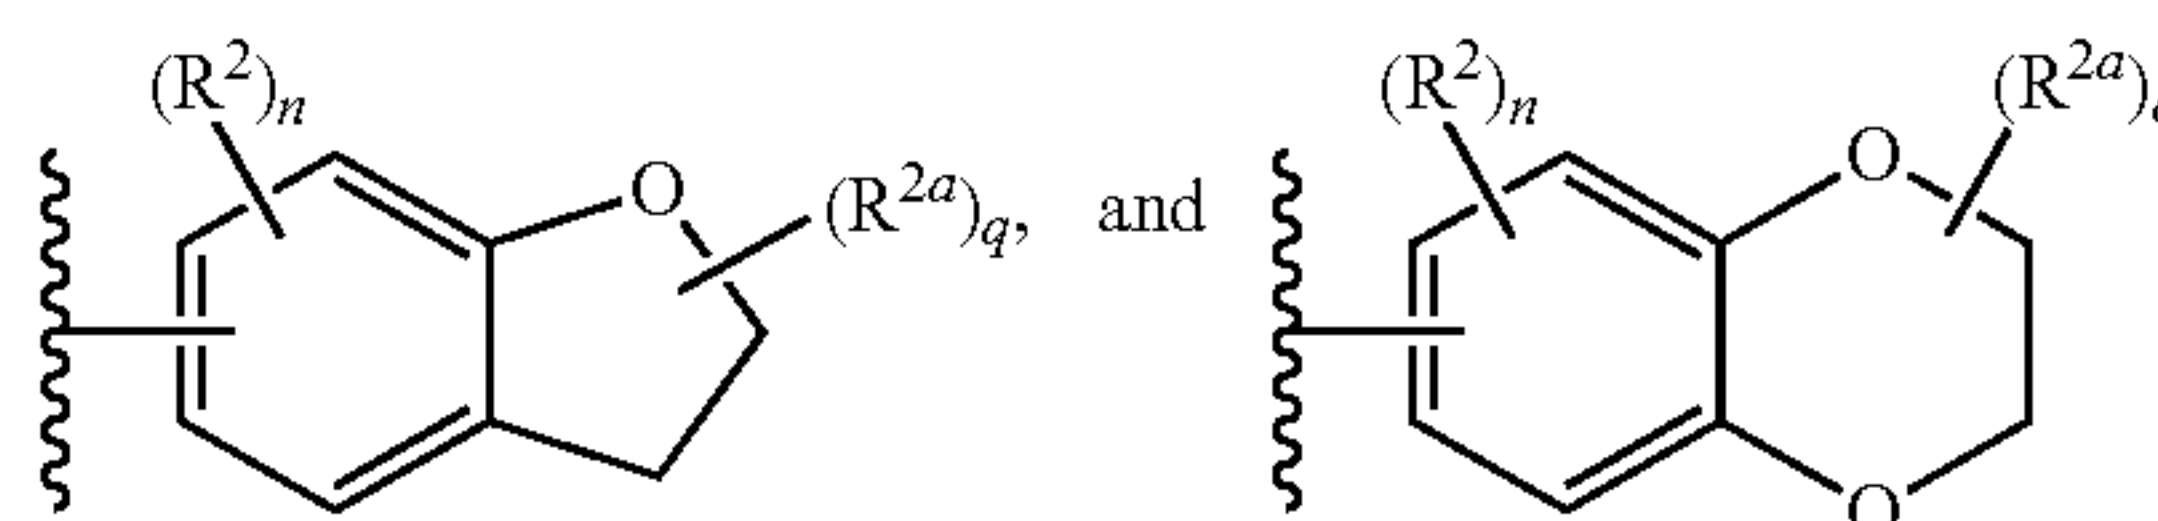 (R²)ₙ (R²)ₙ (R²ᵃ)
O O
(R²ᵃ)q, and
O